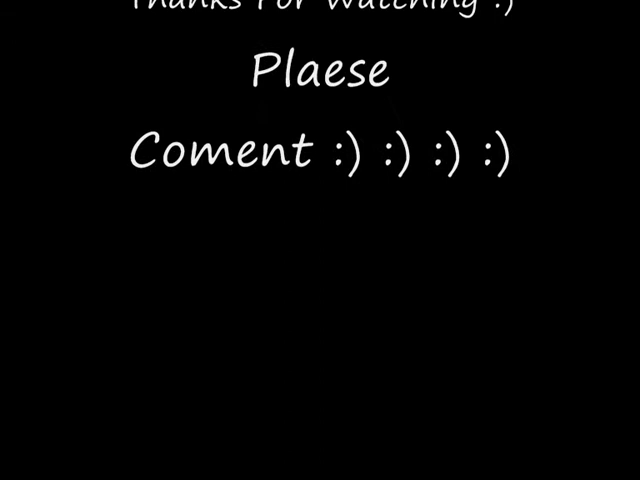 Thanks For Watching :)
Plaese
Coment :) :) :) :)